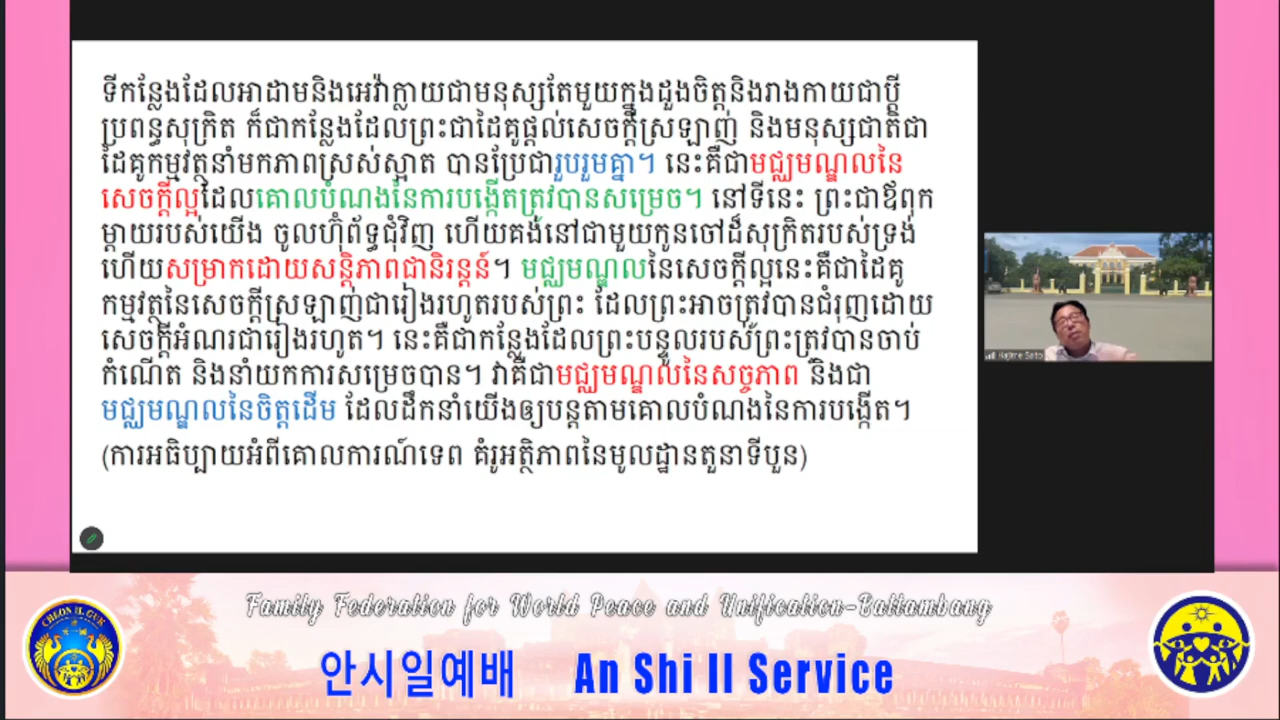 ទីកន្លែងដែលអាដាមនិងអេវ៉ាក្លាយជាមនុស្សតែមួយក្នុងដួងចិត្តនិងរាងកាយជាប្តី
ប្រពន្ធសុក្រិត ក៏ជាកន្លែងដែលព្រះជាដៃគូផ្តល់សេចក្តីស្រឡាញ់ និងមនុស្សជាតិជា
ដៃគូកម្មវត្ថុនាំមកភាពស្រស់ស្អាត បានប្រែជារួបរួមគ្នា។ នេះគឺជាមជ្ឈមណ្ឌលនៃ
សេចក្តីល្អដែលគោលបំណងនៃការបង្កើតត្រូវបានសម្រេច។ នៅទីនេះ ព្រះជាឪពុក
ម្តាយរបស់យើង ចូលហ៊ុំព័ទ្ធជុំវិញ ហើយគង់នៅជាមួយកូនចៅដ៏សុក្រិតរបស់ទ្រង់
ហើយសម្រាកដោយសន្តិភាពជានិរន្តន៍។ មជ្ឈមណ្ឌលនៃសេចក្តីល្អនេះគឺជាដៃគូ
កម្មវត្ថុនៃសេចក្តីស្រឡាញ់ជារៀងរហូតរបស់ព្រះ ដែលព្រះអាចត្រូវបានជំរុញដោយ
សេចក្តីអំណរជារៀងរហូត។ នេះគឺជាកន្លែងដែលព្រះបន្ទូលរបស់ព្រះត្រូវបានចាប់
កំណើត និងនាំយកការសម្រេចបាន។ វាគឺជាមជ្ឈមណ្ឌលនៃសច្ចភាព និងជា
មជ្ឈមណ្ឌលនៃចិត្តដើម ដែលដឹកនាំយើងឲ្យបន្តតាមគោលបំណងនៃការបង្កើត។
(ការអធិប្បាយអំពីគោលការណ៍ទេព គំរូអត្ថិភាពនៃមូលដ្ឋានតួនាទីបួន)
Hajime Sato
Family Federation for World Peace and Unification-Battambang
CHEON IL GUK
안시일예배 An Shi Il Service